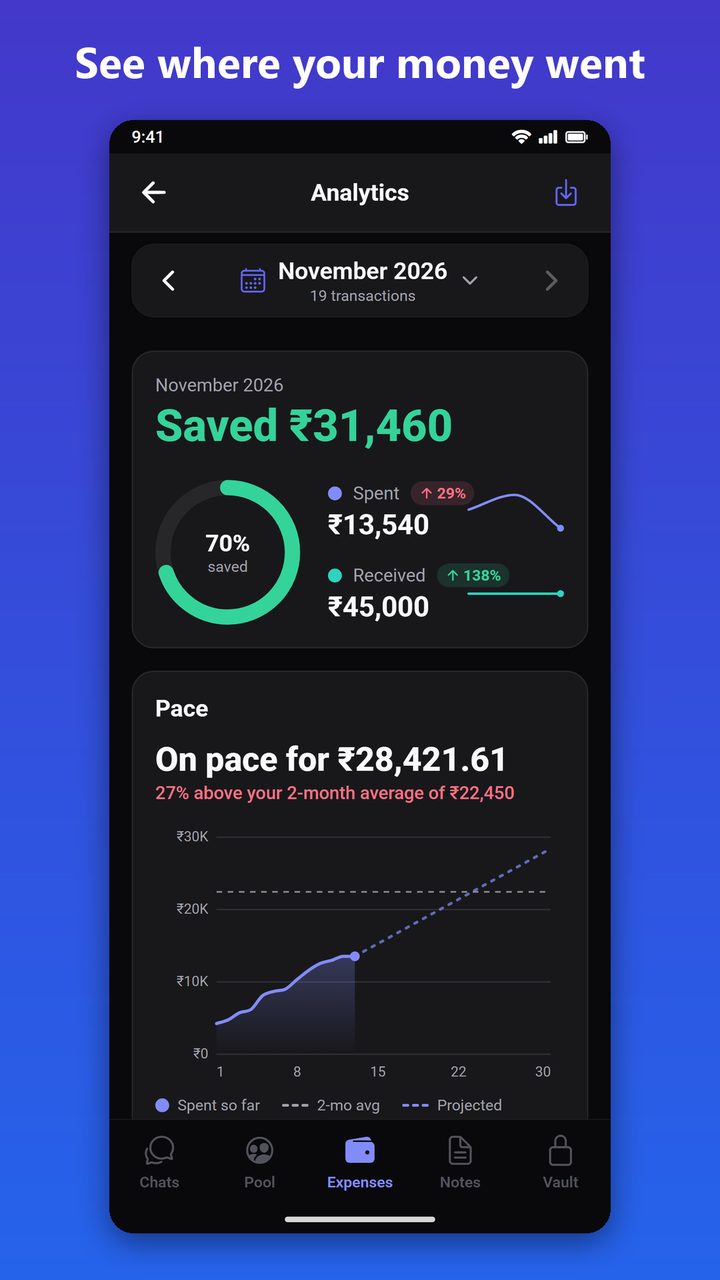 See where your money went
9:41
Analytics
November 2026
19 transactions
November 2026
Saved ₹31,460
70%
saved
Spent ↑ 29%
₹13,540
Received ↑ 138%
₹45,000
Pace
On pace for ₹28,421.61
27% above your 2-month average of ₹22,450
₹30K
₹20K
₹10K
₹0
1 8 15 22 30
Spent so far 2-mo avg Projected
Chats Pool Expenses Notes Vault